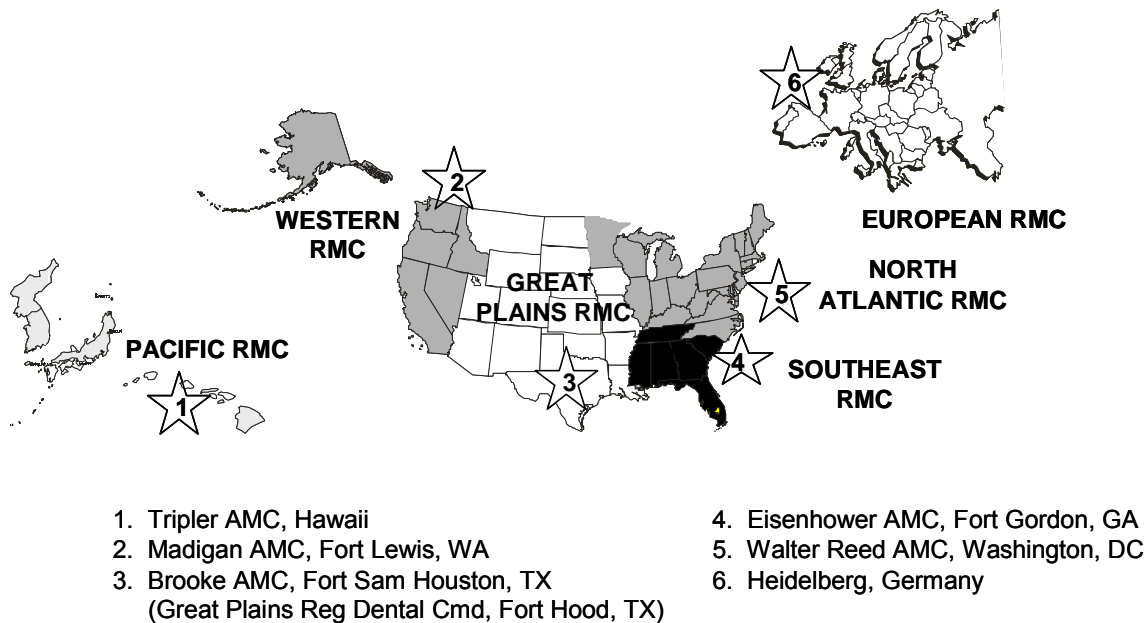 6
2
WESTERN
RMC
EUROPEAN RMC
GREAT
PLAINS RMC
5
NORTH
ATLANTIC RMC
PACIFIC RMC
1
3
4
SOUTHEAST
RMC
1. Tripler AMC, Hawaii
2. Madigan AMC, Fort Lewis, WA
3. Brooke AMC, Fort Sam Houston, TX
(Great Plains Reg Dental Cmd, Fort Hood, TX)
4. Eisenhower AMC, Fort Gordon, GA
5. Walter Reed AMC, Washington, DC
6. Heidelberg, Germany